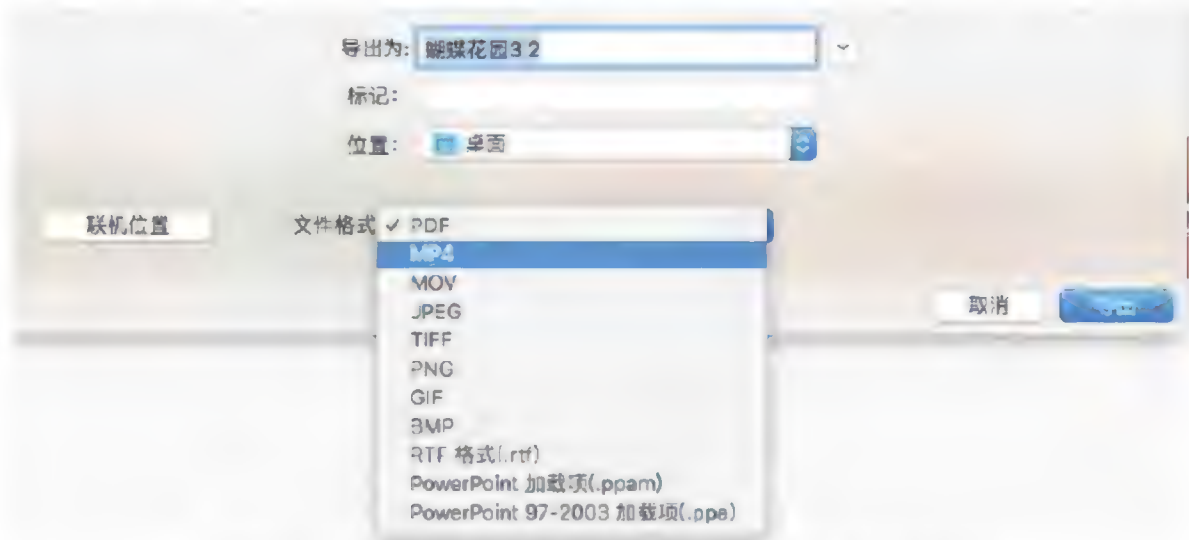 导出为: 蝴蝶花园3 2
标记:
位置: 桌面
联机位置 文件格式 ✓ PDF
MP4
MOV
JPEG
TIFF
PNG
GIF
BMP
RTF 格式(.rtf)
PowerPoint 加载项(.ppam)
PowerPoint 97-2003 加载项(.ppa)
取消